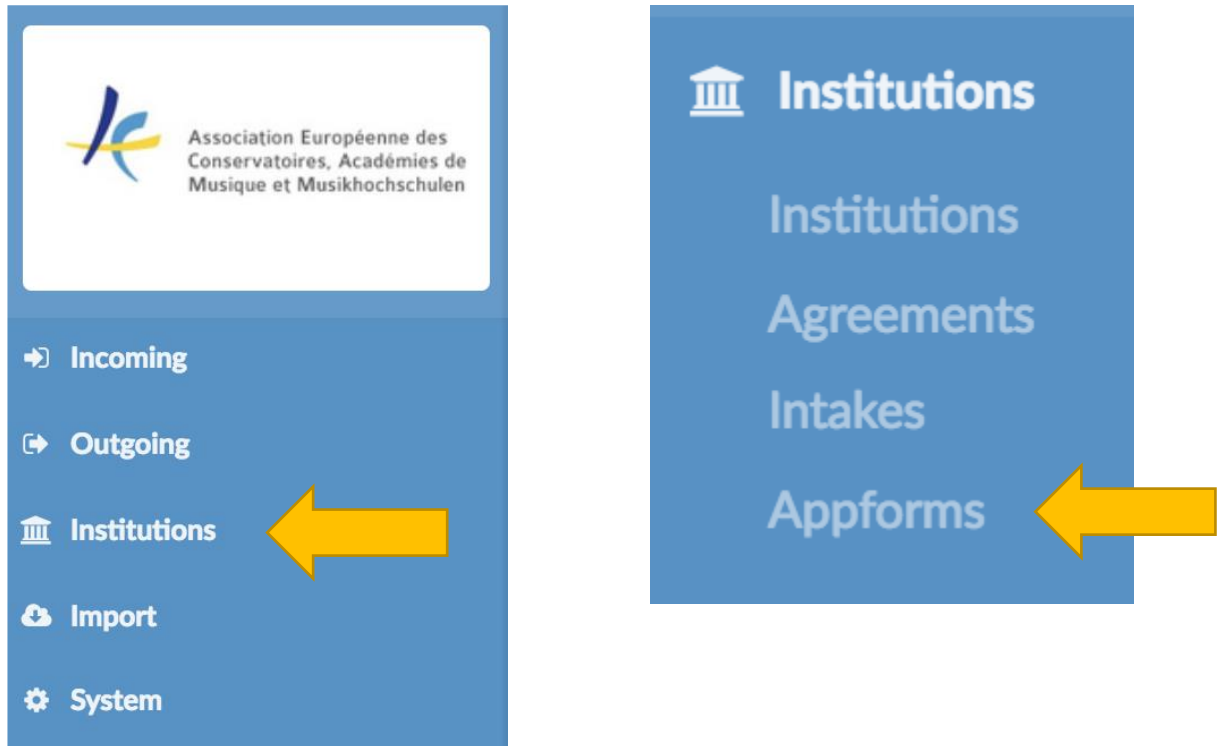 Association Européenne des
Conservatoires, Académies de
Musique et Musikhochschulen
Incoming
Outgoing
Institutions
Import
System
Institutions
Institutions
Agreements
Intakes
Appforms